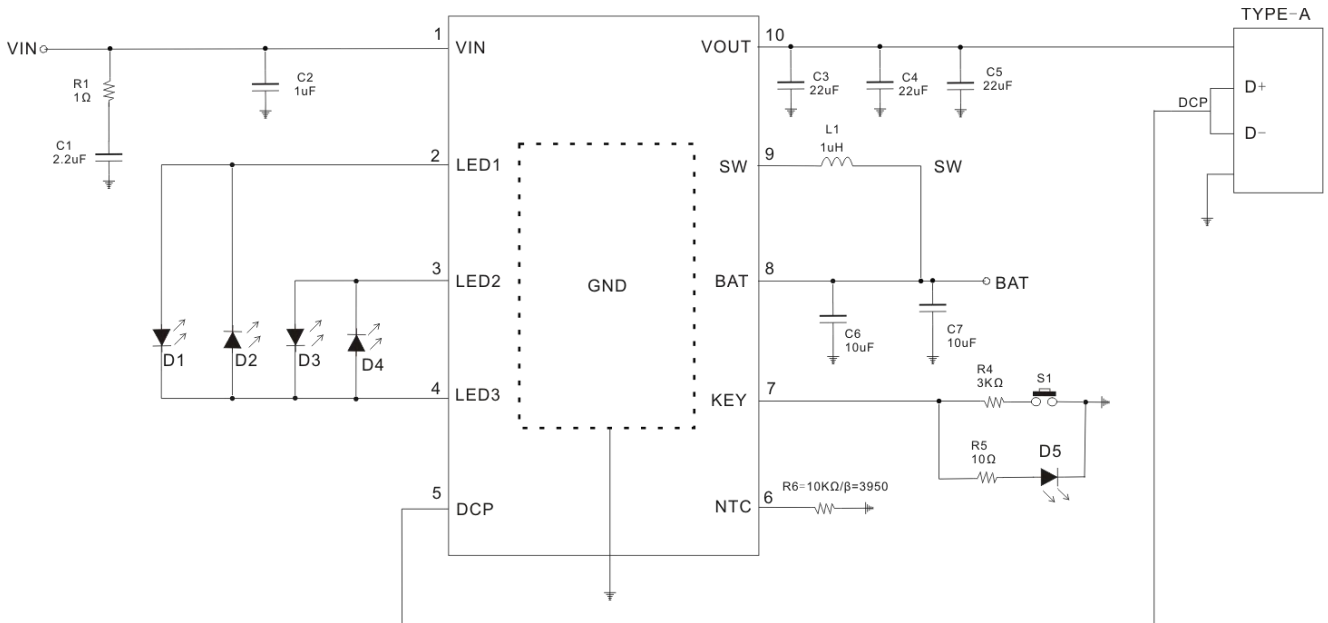 TYPE-A
VIN
1
VIN
VOUT
10
R1
1Ω
C2
1uF
C3
22uF
C4
22uF
C5
22uF
D+
DCP
D-
C1
2.2uF
2
LED1
L1
1uH
SW
9
SW
3
LED2
GND
BAT
8
BAT
D1
D2
D3
D4
C6
10uF
C7
10uF
4
LED3
KEY
7
R4
3KΩ
S1
R5
10Ω
D5
5
DCP
NTC
6
R6=10KΩ/β=3950